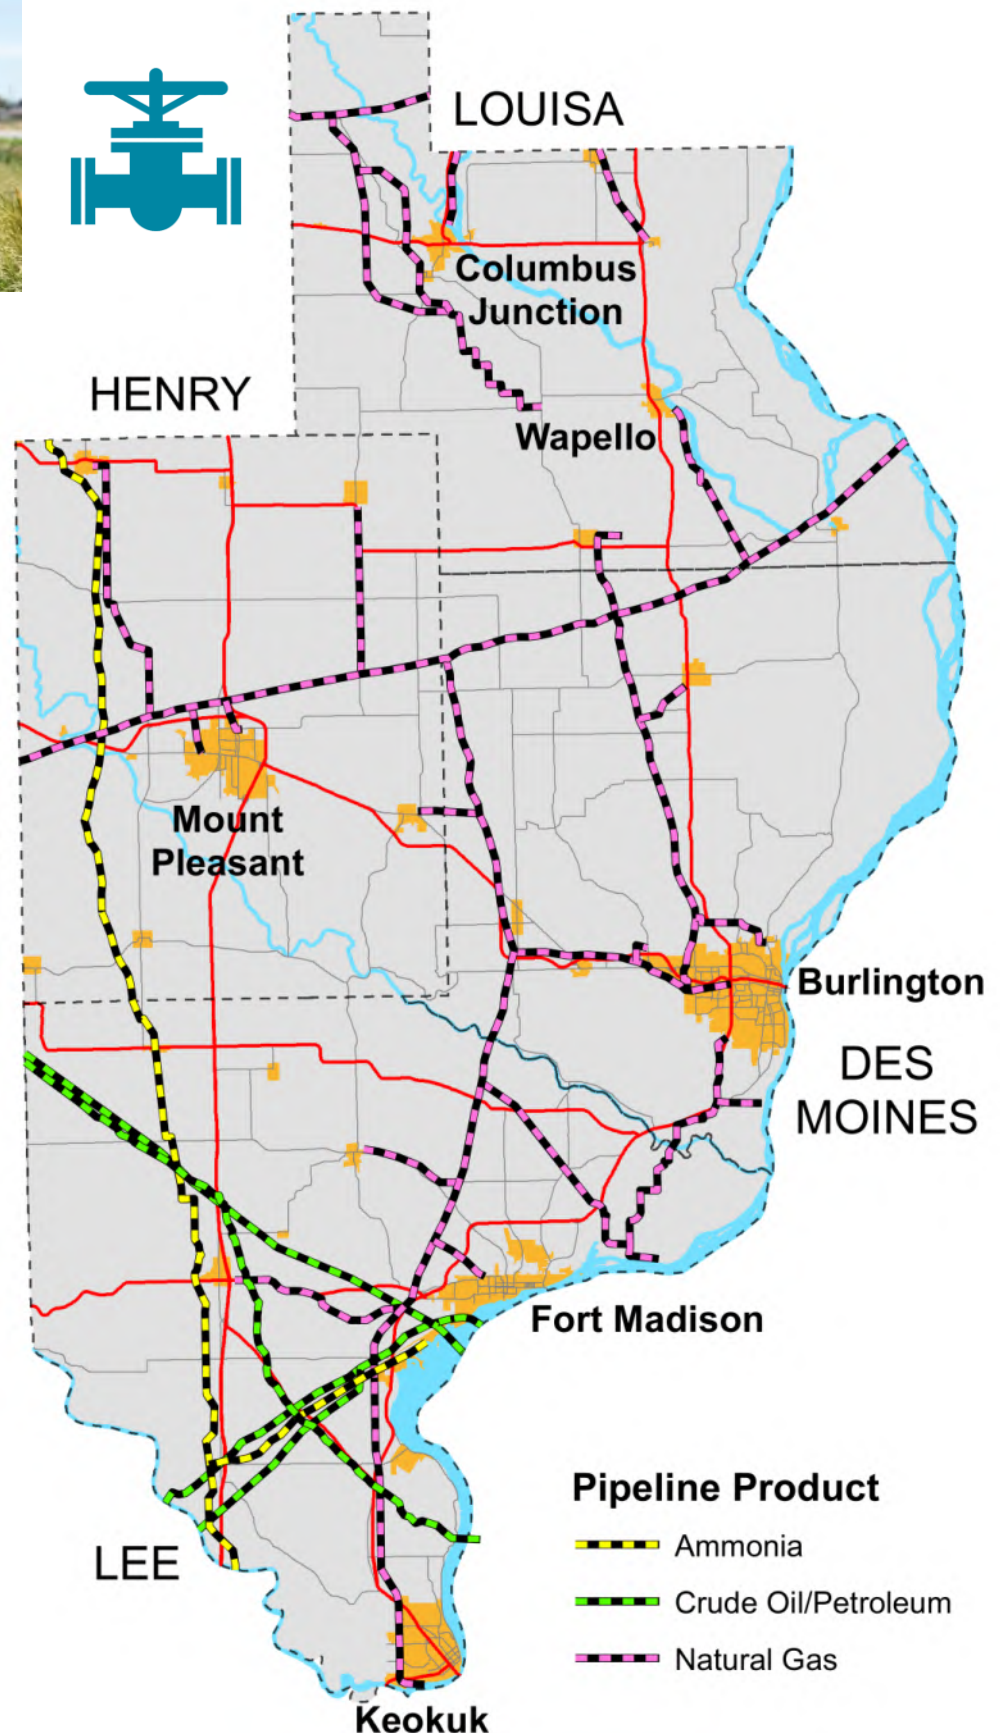 LOUISA
Columbus
Junction
HENRY
Wapello
Mount
Pleasant
Burlington
DES
MOINES
Fort Madison
LEE
Keokuk
Pipeline Product
Ammonia
Crude Oil/Petroleum
Natural Gas